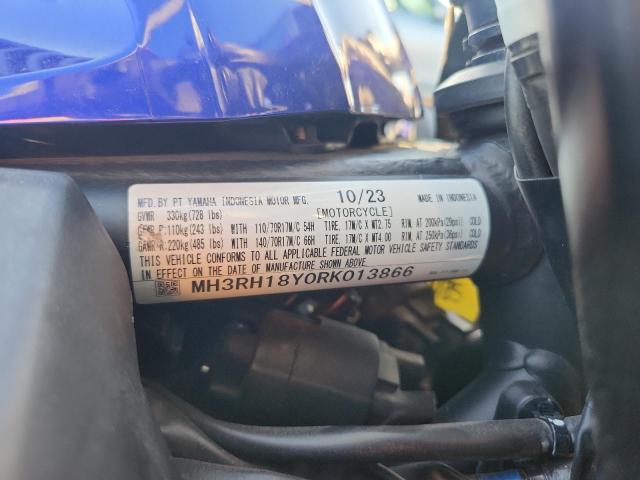 MFD. BY PT YAMAHA INDONESIA MOTOR MFG. 10/23 MADE IN INDONESIA
GVWR 330kg(728 lbs) [MOTORCYCLE]
GAWR F:110kg(243 lbs) WITH 110/70R17M/C 54H TIRE, 17M/C X MT2.75 RIM, AT 200kPa(29psi) COLD
GAWR R:220kg(485 lbs) WITH 140/70R17M/C 66H TIRE, 17M/C X MT4.00 RIM, AT 250kPa(36psi) COLD
THIS VEHICLE CONFORMS TO ALL APPLICABLE FEDERAL MOTOR VEHICLE SAFETY STANDARDS
IN EFFECT ON THE DATE OF MANUFACTURE SHOWN ABOVE.
MH3RH18Y0RK013866